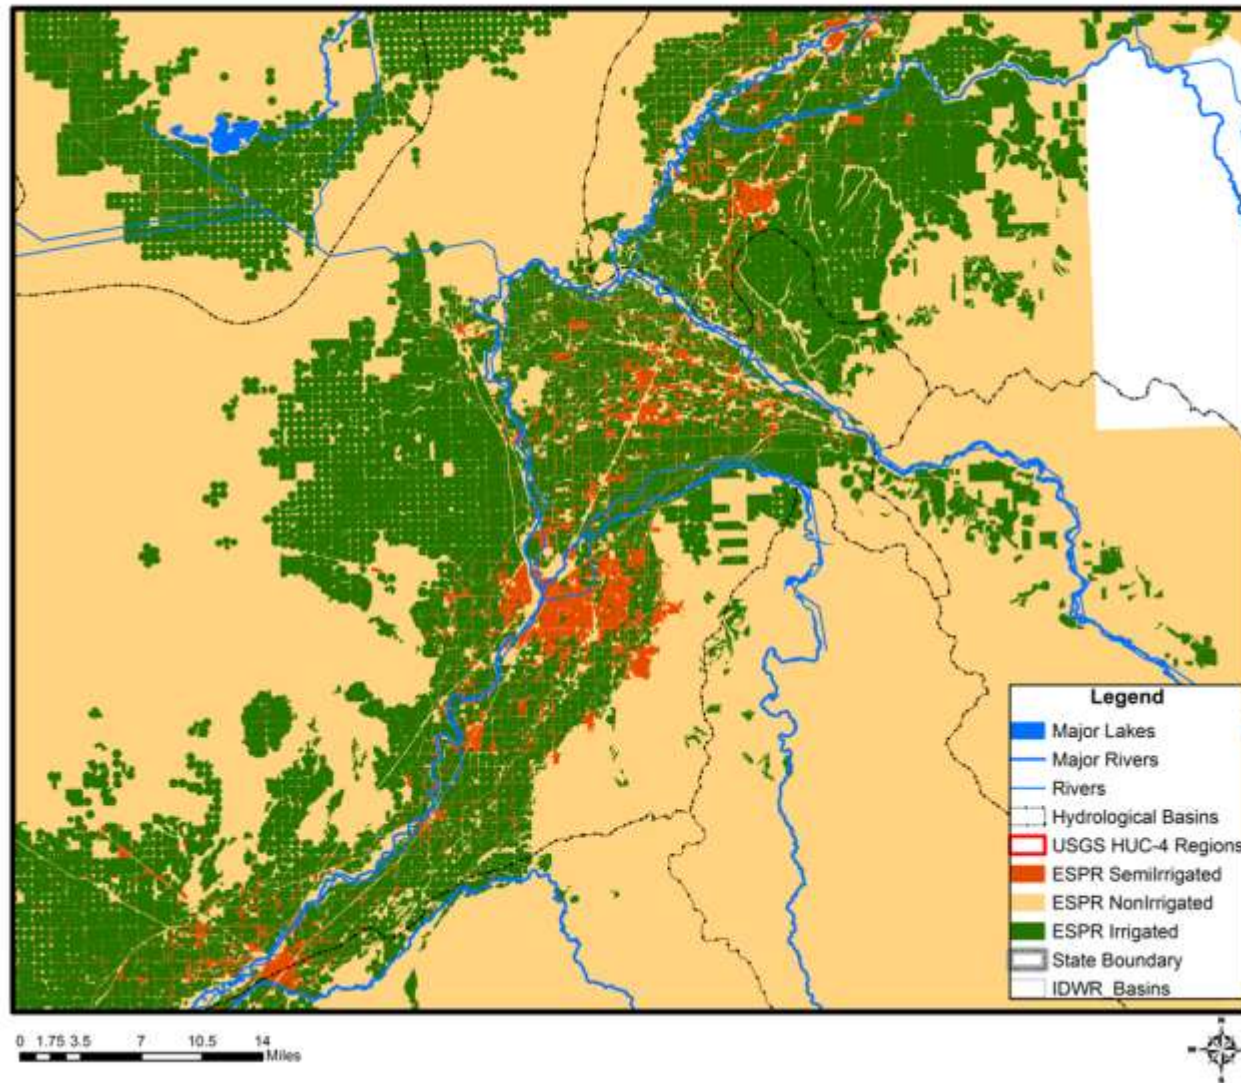 Legend
Major Lakes
Major Rivers
Rivers
Hydrological Basins
USGS HUC-4 Regions
ESPR SemiIrrigated
ESPR NonIrrigated
ESPR Irrigated
State Boundary
IDWR_Basins
0 1.75 3.5 7 10.5 14
Miles